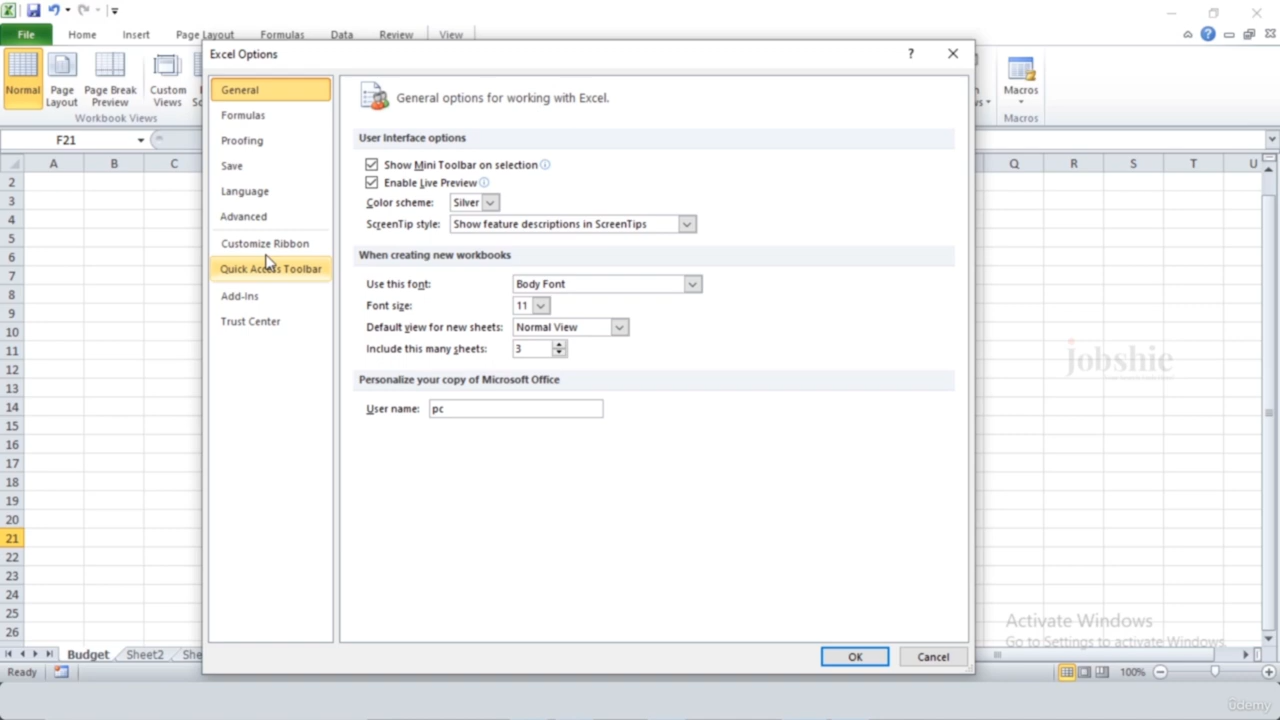 File Home Insert Page Layout Formulas Data Review View
Excel Options
?
Normal
Page Layout
Page Break Preview
Custom Views
Workbook Views
Macros
Macros
F21
A B C Q R S T U
2
3
4
5
6
7
8
9
10
11
12
13
14
15
16
17
18
19
20
21
22
23
24
25
26
General
Formulas
Proofing
Save
Language
Advanced
Customize Ribbon
Quick Access Toolbar
Add-Ins
Trust Center
General options for working with Excel.
User Interface options
Show Mini Toolbar on selection
Enable Live Preview
Color scheme: Silver
ScreenTip style: Show feature descriptions in ScreenTips
When creating new workbooks
Use this font: Body Font
Font size: 11
Default view for new sheets: Normal View
Include this many sheets: 3
Personalize your copy of Microsoft Office
User name: pc
OK Cancel
jobshie
Activate Windows
Go to Settings to activate Windows.
Budget Sheet2 She
Ready 100%
ûdemy